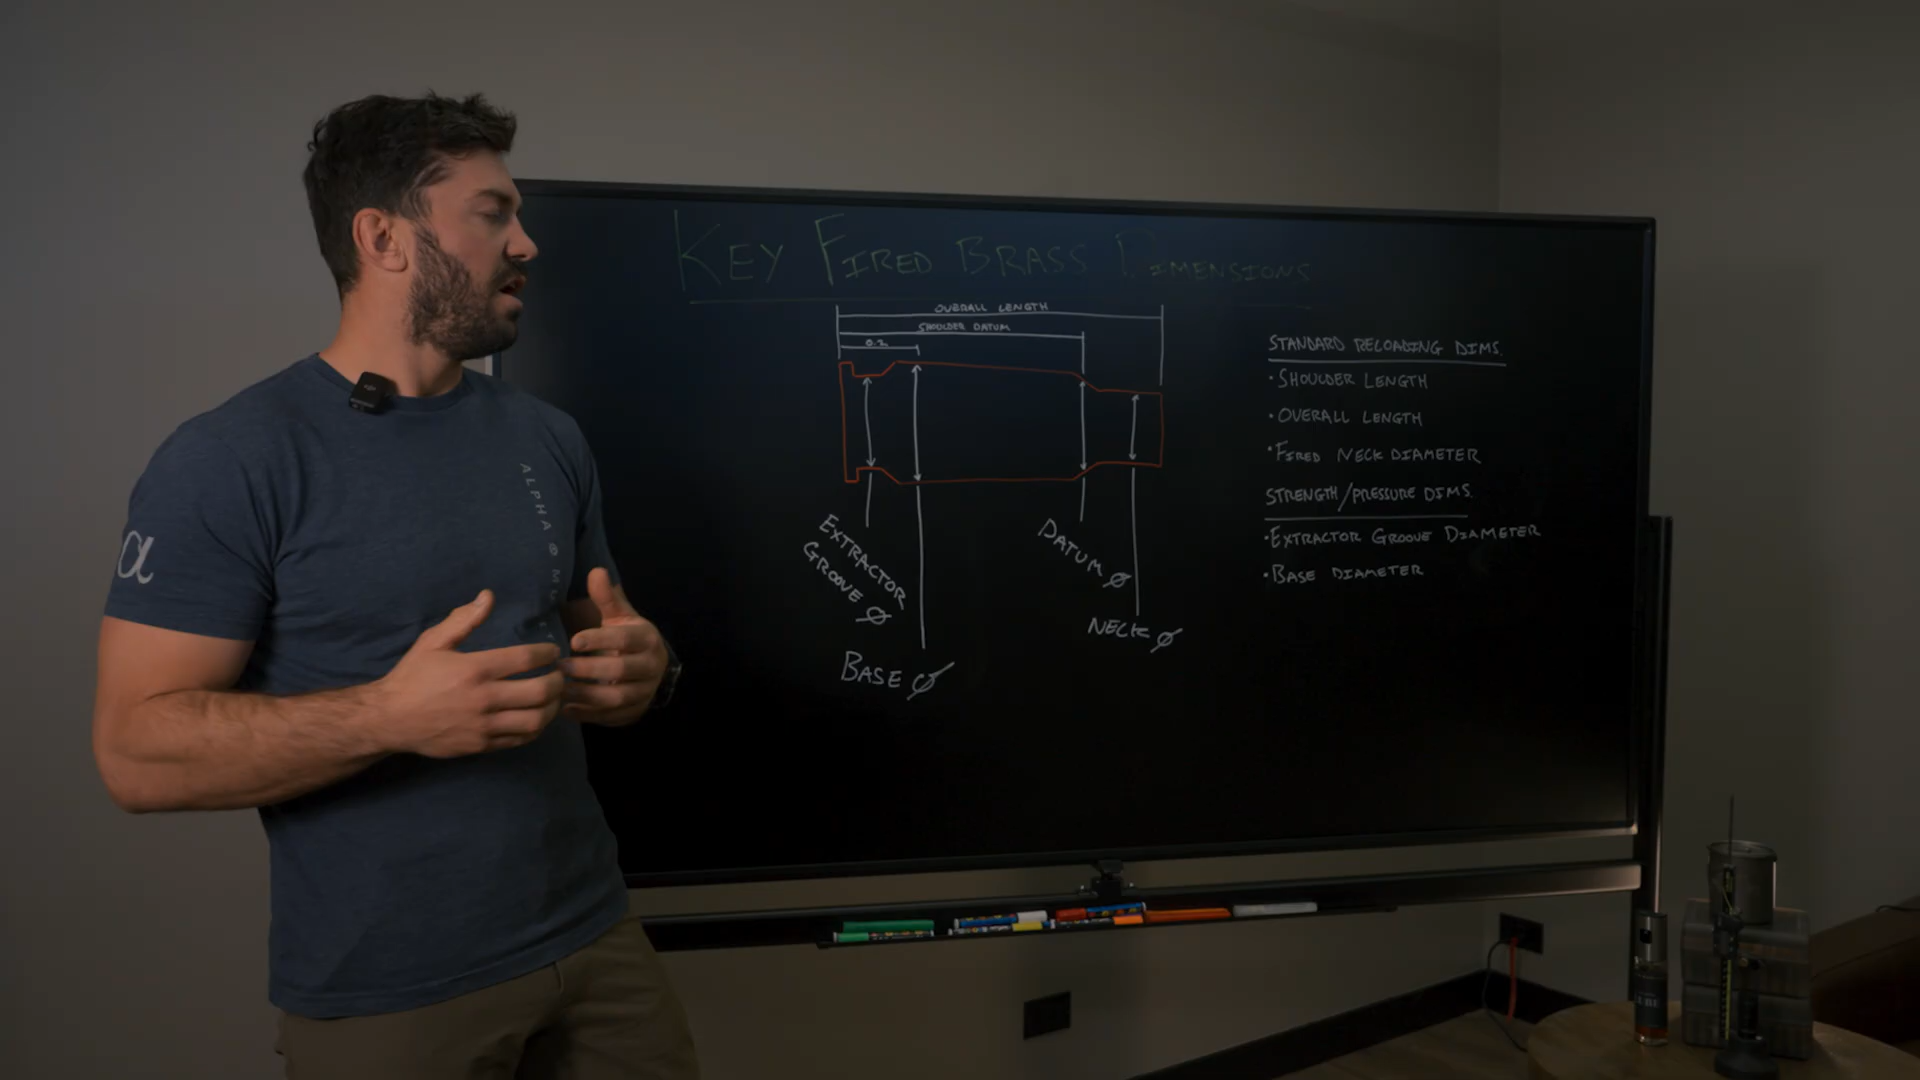 KEY FIRED BRASS DIMENSIONS
OVERALL LENGTH
SHOULDER DATUM
0.2
EXTRACTOR
GROOVE Ø
BASE Ø
DATUM Ø
NECK Ø
STANDARD RELOADING DIMS.
• SHOULDER LENGTH
• OVERALL LENGTH
• FIRED NECK DIAMETER
STRENGTH/PRESSURE DIMS.
• EXTRACTOR GROOVE DIAMETER
• BASE DIAMETER
ALPHA
α